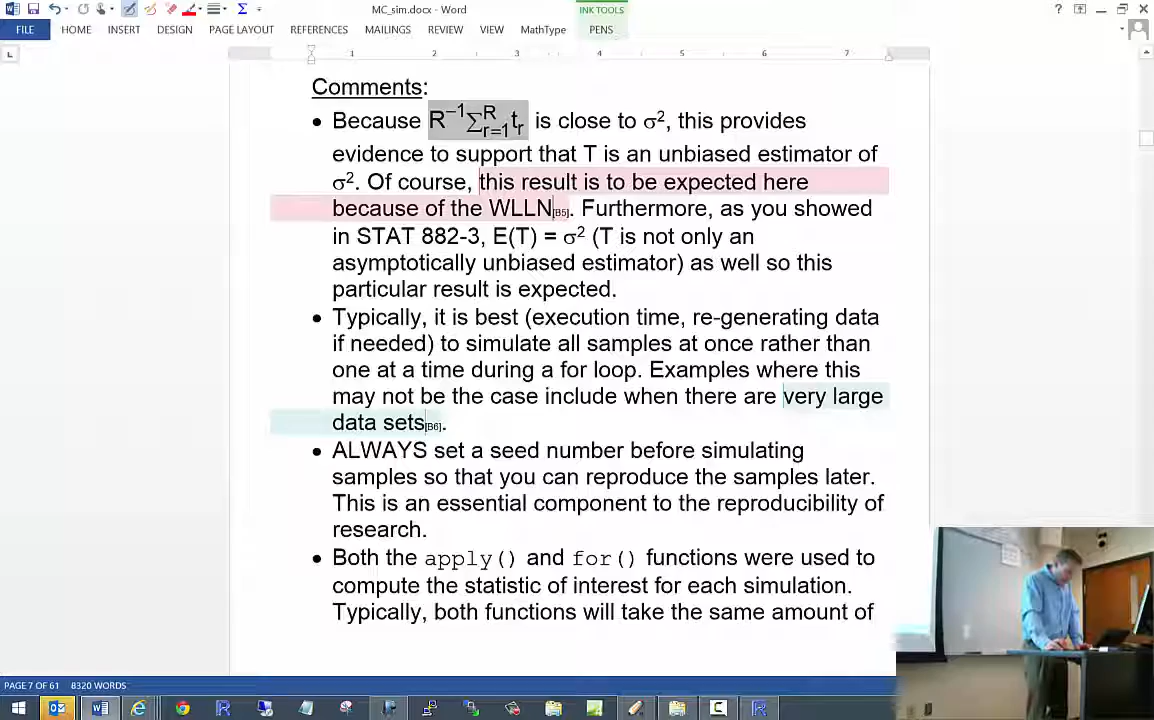 MC_sim.docx - Word
INK TOOLS
FILE HOME INSERT DESIGN PAGE LAYOUT REFERENCES MAILINGS REVIEW VIEW MathType PENS
1 2 3 4 5 6 7
Comments:
• Because R⁻¹∑ᴿᵣ₌₁tᵣ is close to σ², this provides
evidence to support that T is an unbiased estimator of
σ². Of course, this result is to be expected here
because of the WLLN[B5]. Furthermore, as you showed
in STAT 882-3, E(T) = σ² (T is not only an
asymptotically unbiased estimator) as well so this
particular result is expected.
• Typically, it is best (execution time, re-generating data
if needed) to simulate all samples at once rather than
one at a time during a for loop. Examples where this
may not be the case include when there are very large
data sets[B6].
• ALWAYS set a seed number before simulating
samples so that you can reproduce the samples later.
This is an essential component to the reproducibility of
research.
• Both the apply() and for() functions were used to
compute the statistic of interest for each simulation.
Typically, both functions will take the same amount of
PAGE 7 OF 61 8320 WORDS